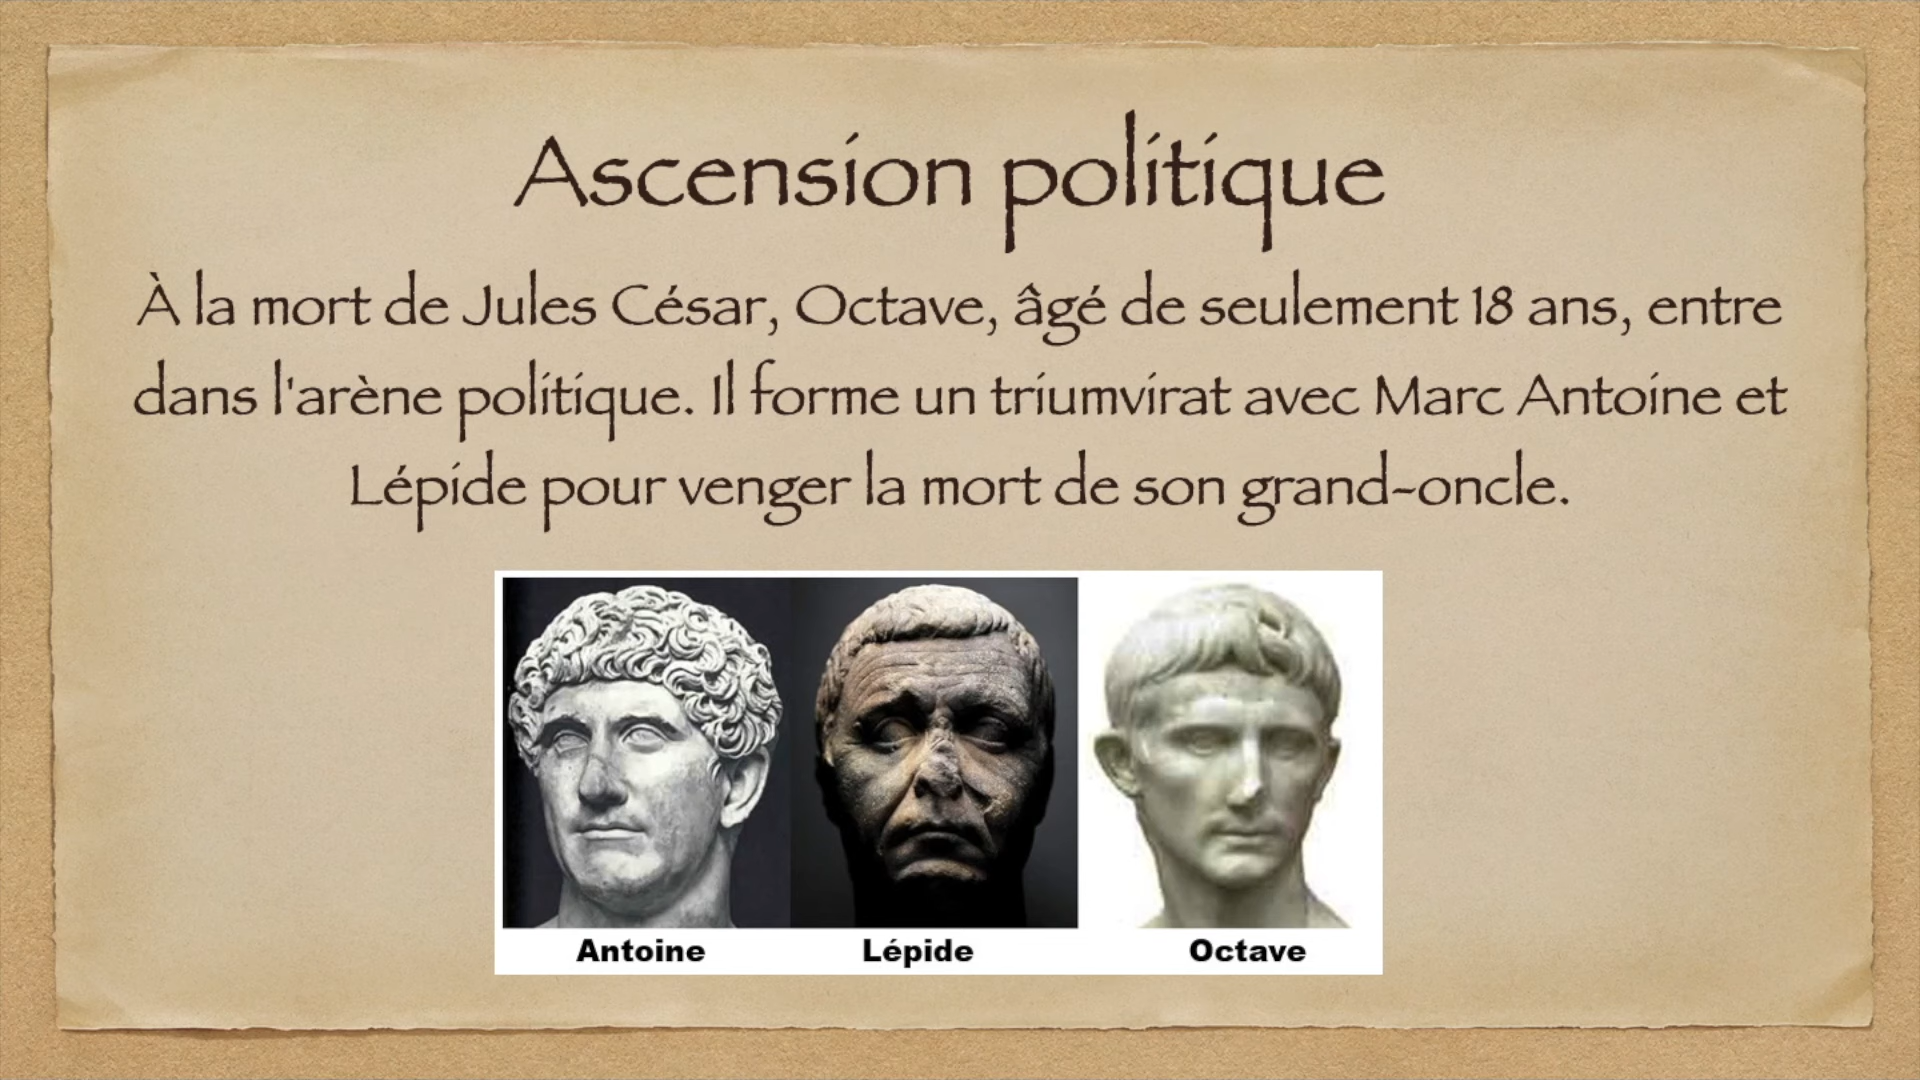 Ascension politique
À la mort de Jules César, Octave, âgé de seulement 18 ans, entre
dans l'arène politique. Il forme un triumvirat avec Marc Antoine et
Lépide pour venger la mort de son grand-oncle.
Antoine Lépide Octave